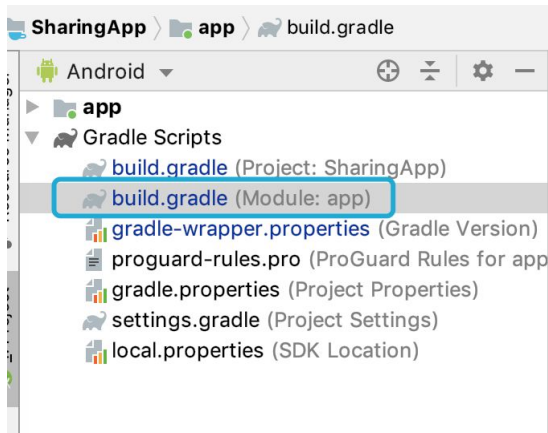 SharingApp app build.gradle
Android
app
Gradle Scripts
build.gradle (Project: SharingApp)
build.gradle (Module: app)
gradle-wrapper.properties (Gradle Version)
proguard-rules.pro (ProGuard Rules for app
gradle.properties (Project Properties)
settings.gradle (Project Settings)
local.properties (SDK Location)